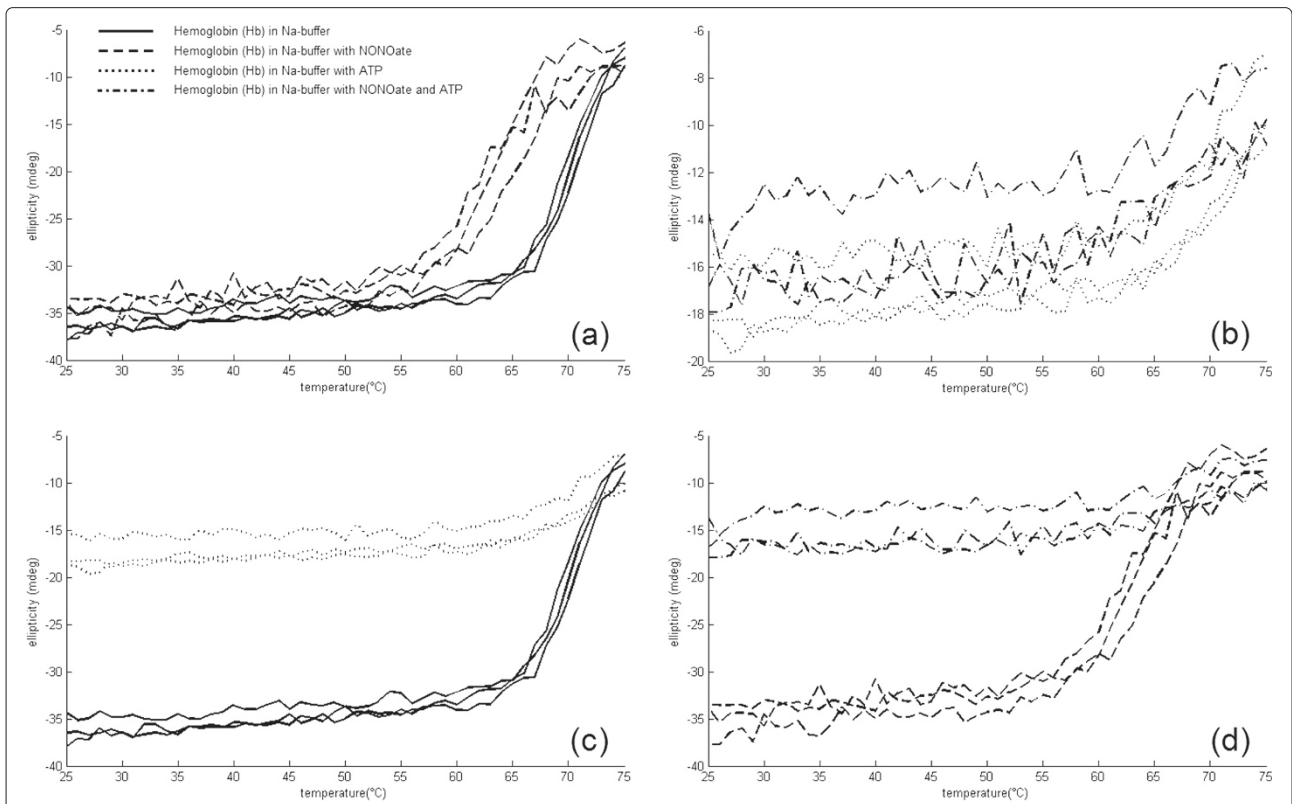 Hemoglobin (Hb) in Na-buffer
Hemoglobin (Hb) in Na-buffer with NONOate
Hemoglobin (Hb) in Na-buffer with ATP
Hemoglobin (Hb) in Na-buffer with NONOate and ATP
-5
-10
-15
-20
-25
-30
-35
-40
ellipticity (mdeg)
25 30 35 40 45 50 55 60 65 70 75
temperature(°C)
(a)
-6
-8
-10
-12
-14
-16
-18
-20
ellipticity (mdeg)
25 30 35 40 45 50 55 60 65 70 75
temperature(°C)
(b)
-5
-10
-15
-20
-25
-30
-35
-40
ellipticity (mdeg)
25 30 35 40 45 50 55 60 65 70 75
temperature(°C)
(c)
-5
-10
-15
-20
-25
-30
-35
-40
ellipticity (mdeg)
25 30 35 40 45 50 55 60 65 70 75
temperature(°C)
(d)